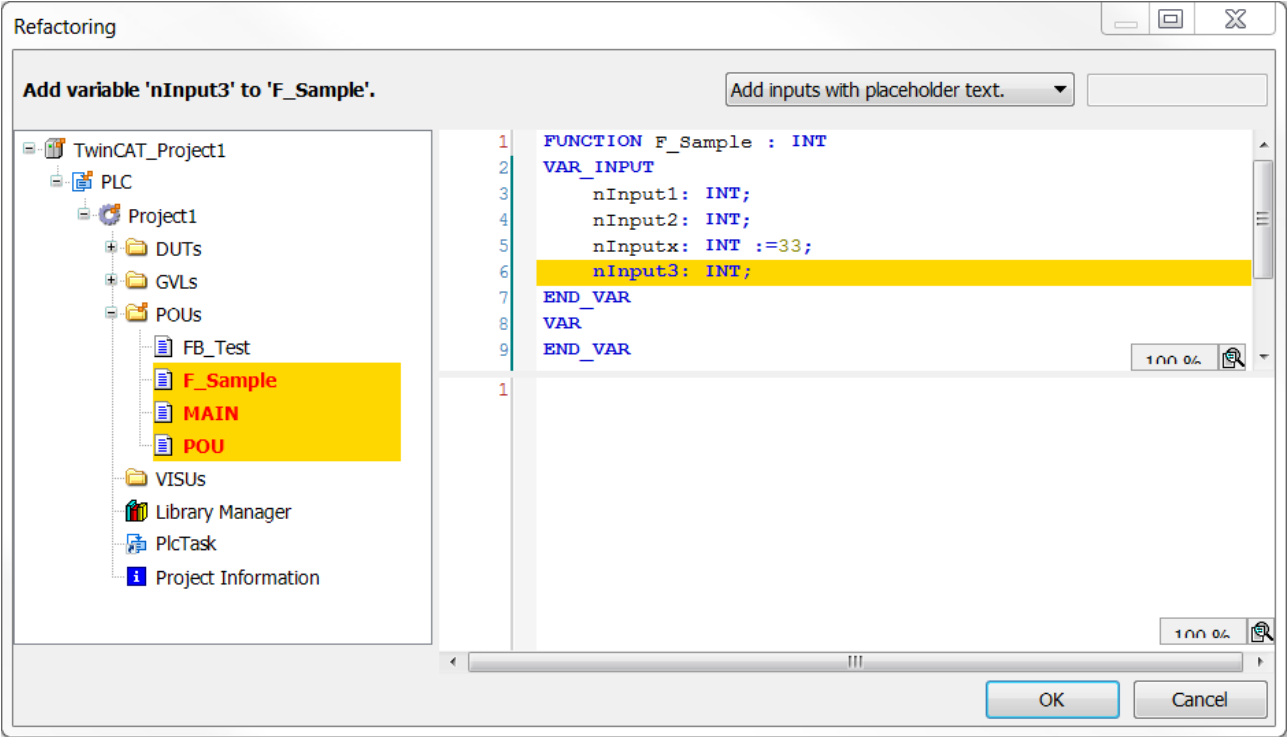 Refactoring
Add variable 'nInput3' to 'F_Sample'.
Add inputs with placeholder text.
TwinCAT_Project1
PLC
Project1
DUTs
GVLs
POUs
FB_Test
F_Sample
MAIN
POU
VISUs
Library Manager
PlcTask
Project Information
1 FUNCTION F_Sample : INT
2 VAR_INPUT
3 nInput1: INT;
4 nInput2: INT;
5 nInputx: INT :=33;
6 nInput3: INT;
7 END_VAR
8 VAR
9 END_VAR
100 %
1
100 %
OK
Cancel